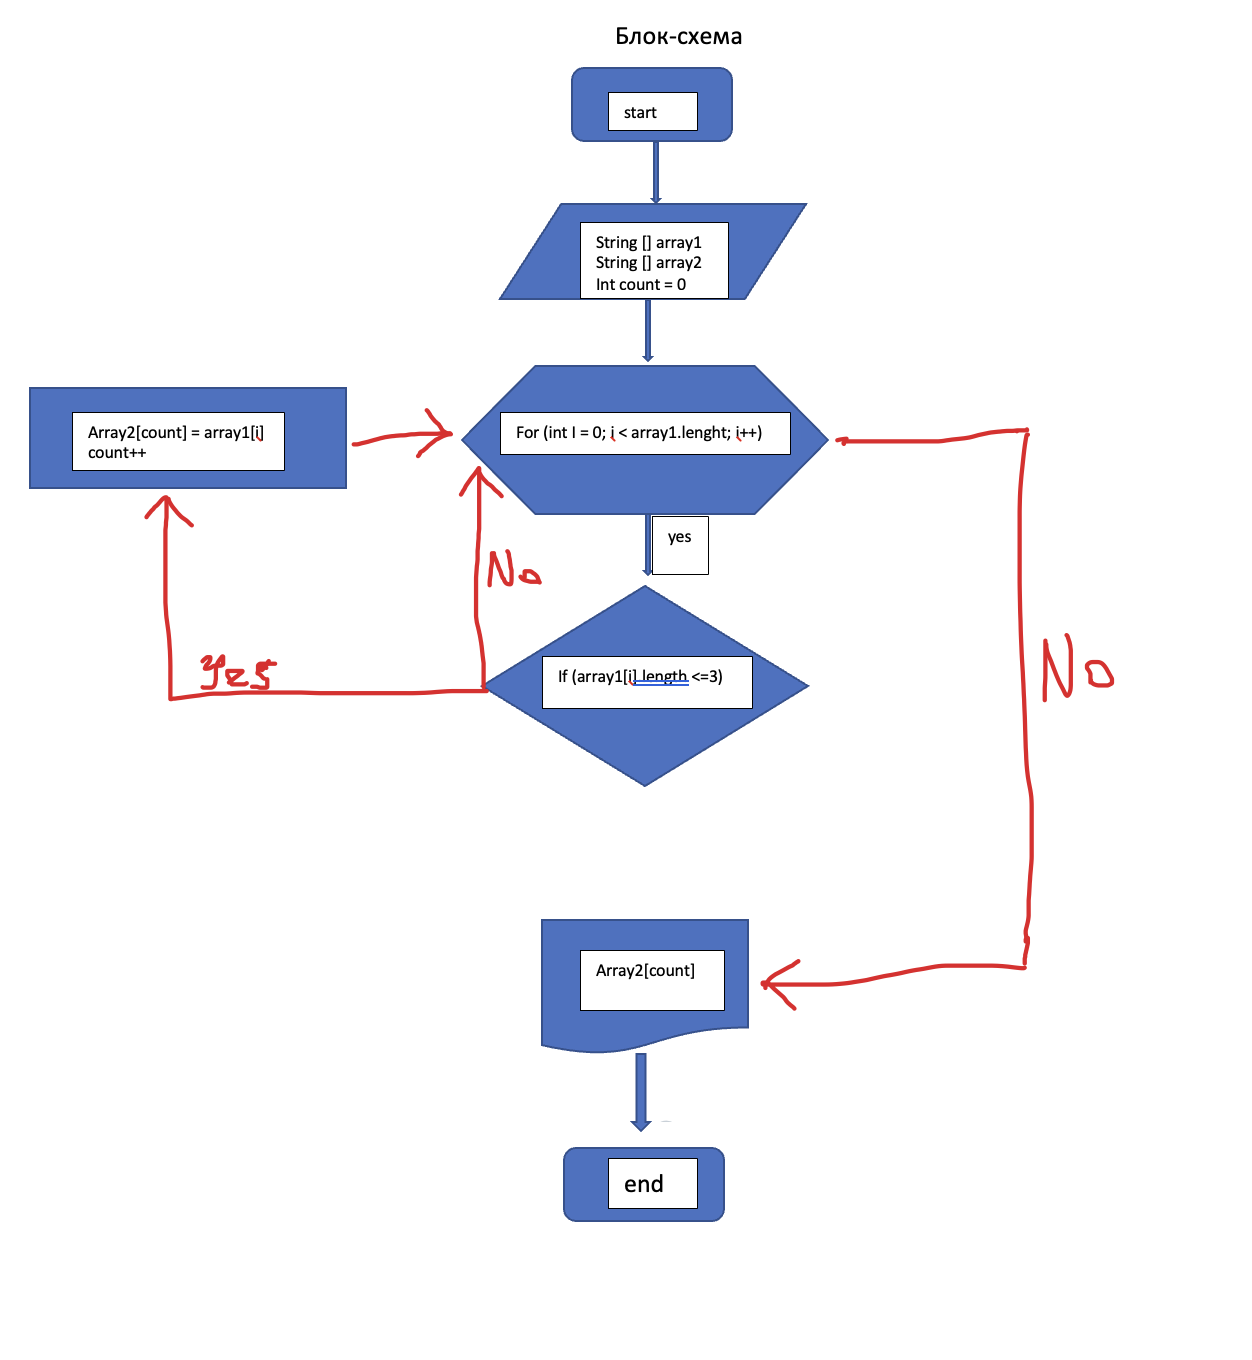 Блок-схема
start
String [] array1
String [] array2
Int count = 0
Array2[count] = array1[i]
count++
For (int I = 0; i < array1.lenght; i++)
yes
No
Yes
If (array1[i].length <=3)
No
Array2[count]
end